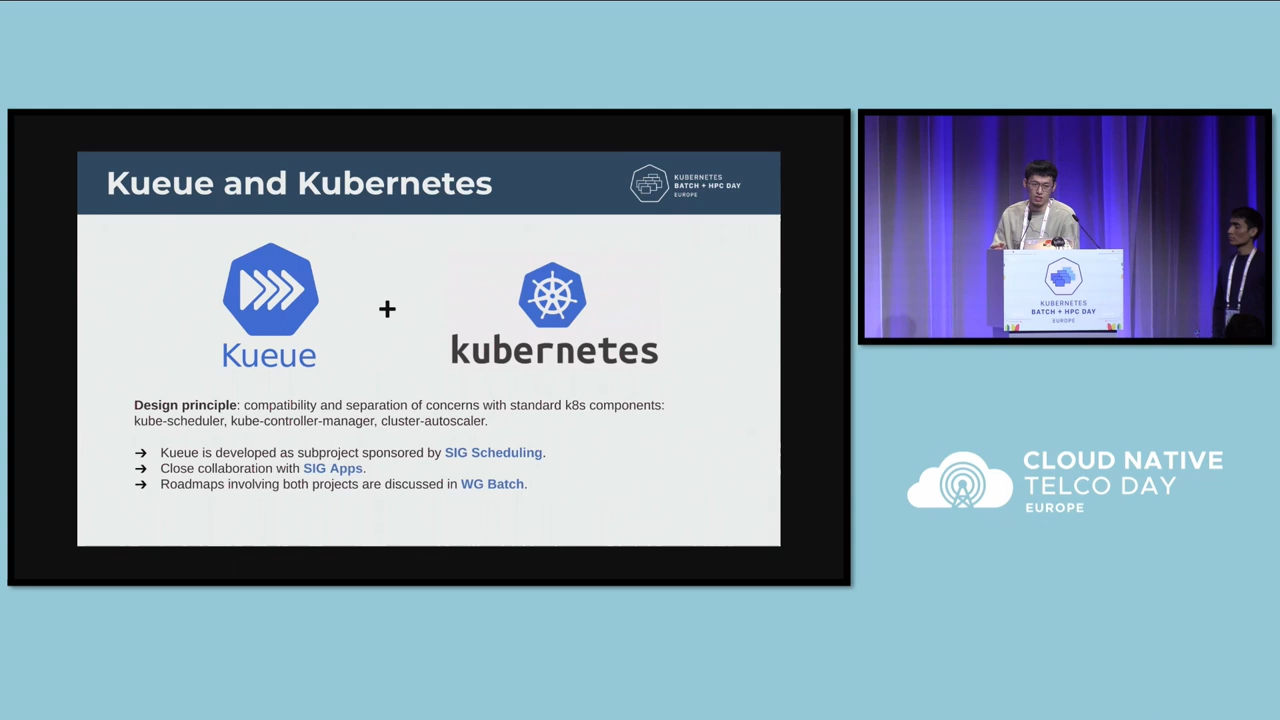 Kueue and Kubernetes
KUBERNETES
BATCH + HPC DAY
EUROPE
Kueue
+
kubernetes
Design principle: compatibility and separation of concerns with standard k8s components:
kube-scheduler, kube-controller-manager, cluster-autoscaler.
➔ Kueue is developed as subproject sponsored by SIG Scheduling.
➔ Close collaboration with SIG Apps.
➔ Roadmaps involving both projects are discussed in WG Batch.
KUBERNETES
BATCH + HPC DAY
EUROPE
CLOUD NATIVE
TELCO DAY
EUROPE